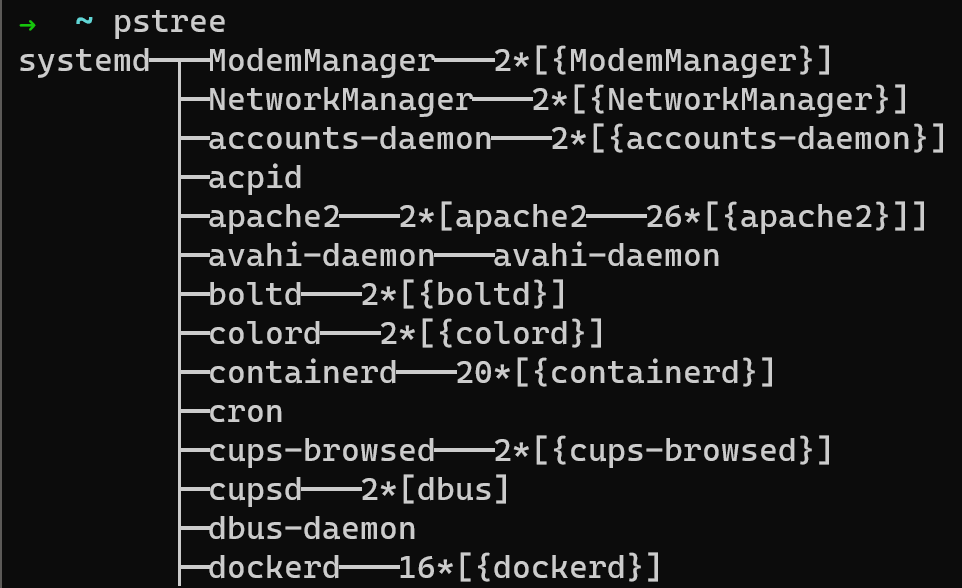 → ~ pstree
systemd─┬─ModemManager───2*[{ModemManager}]
├─NetworkManager───2*[{NetworkManager}]
├─accounts-daemon───2*[{accounts-daemon}]
├─acpid
├─apache2───2*[apache2───26*[{apache2}]]
├─avahi-daemon───avahi-daemon
├─boltd───2*[{boltd}]
├─colord───2*[{colord}]
├─containerd───20*[{containerd}]
├─cron
├─cups-browsed───2*[{cups-browsed}]
├─cupsd───2*[dbus]
├─dbus-daemon
├─dockerd───16*[{dockerd}]